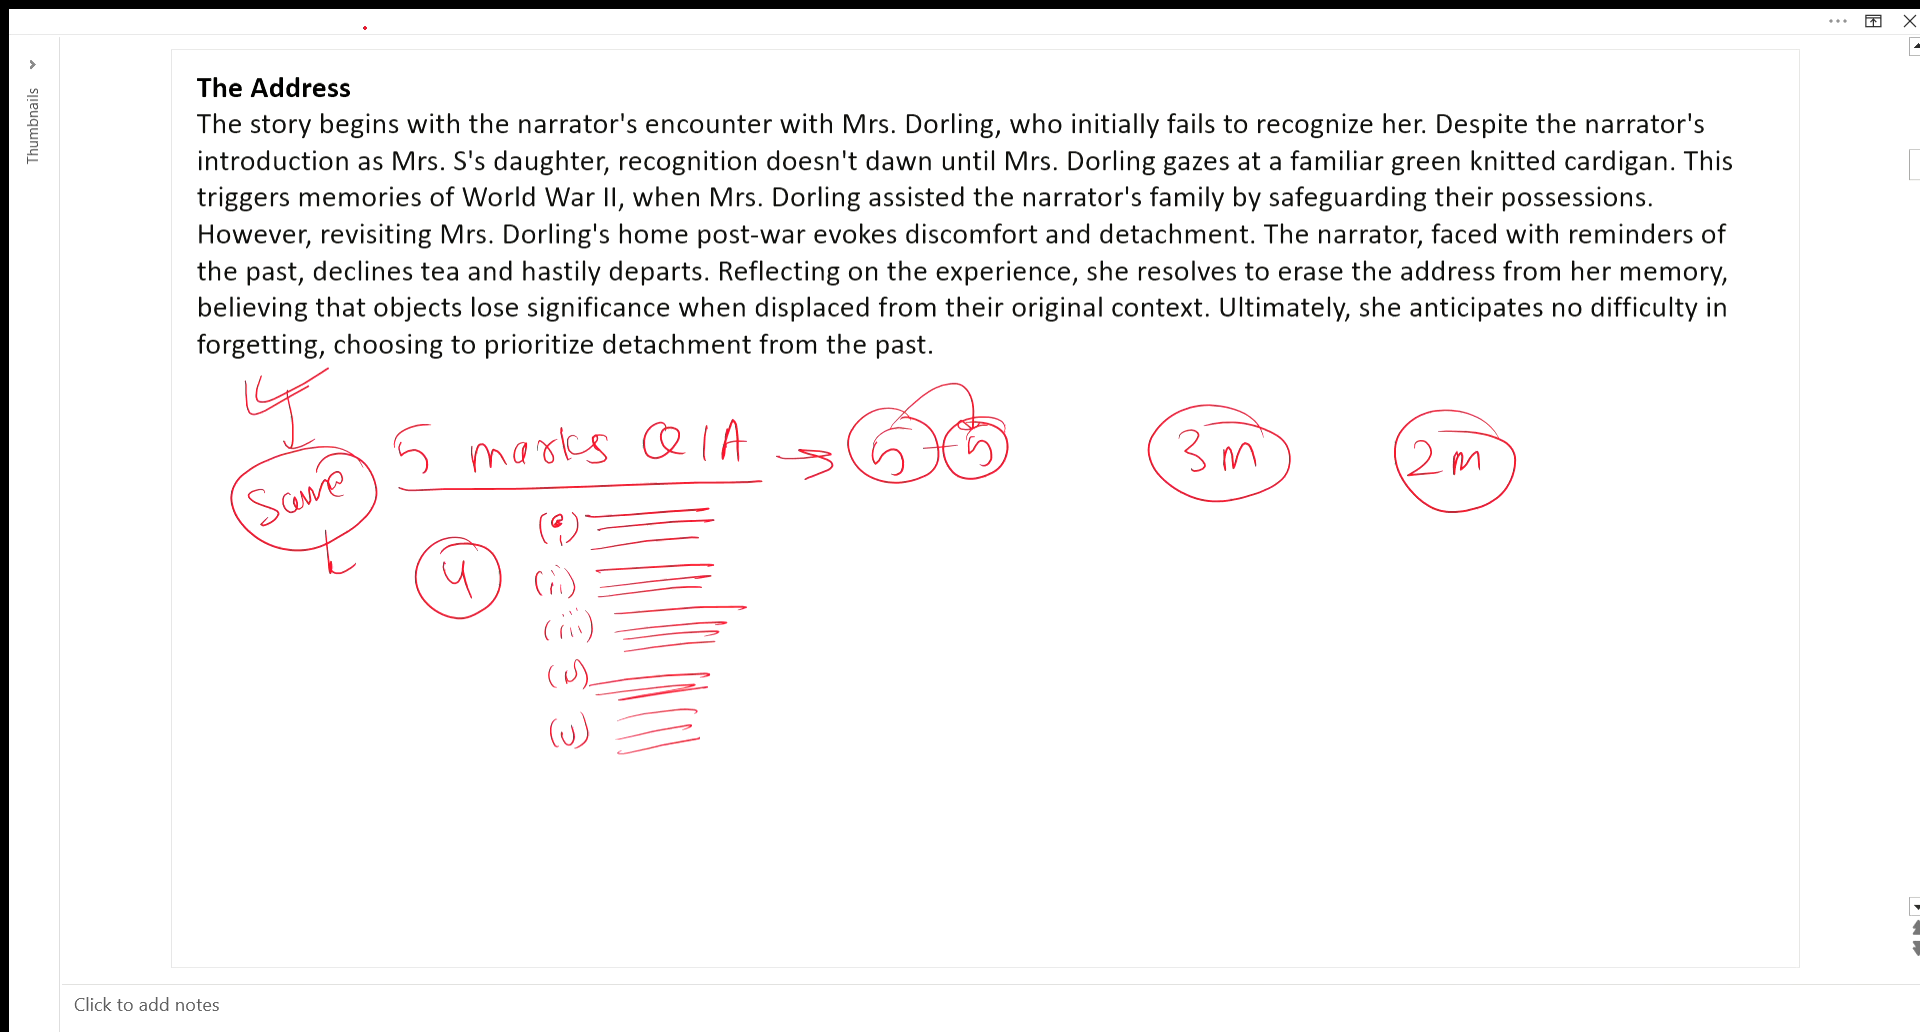 Thumbnails
The Address
The story begins with the narrator's encounter with Mrs. Dorling, who initially fails to recognize her. Despite the narrator's
introduction as Mrs. S's daughter, recognition doesn't dawn until Mrs. Dorling gazes at a familiar green knitted cardigan. This
triggers memories of World War II, when Mrs. Dorling assisted the narrator's family by safeguarding their possessions.
However, revisiting Mrs. Dorling's home post-war evokes discomfort and detachment. The narrator, faced with reminders of
the past, declines tea and hastily departs. Reflecting on the experience, she resolves to erase the address from her memory,
believing that objects lose significance when displaced from their original context. Ultimately, she anticipates no difficulty in
forgetting, choosing to prioritize detachment from the past.
5 marks Q/A → 5 + 5 3m 2m
Same
(i)
4 (ii)
(iii)
(v)
Click to add notes